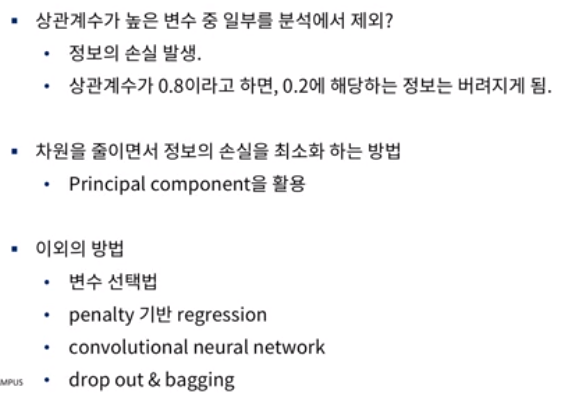 ▪ 상관계수가 높은 변수 중 일부를 분석에서 제외?
• 정보의 손실 발생.
• 상관계수가 0.8이라고 하면, 0.2에 해당하는 정보는 버려지게 됨.
▪ 차원을 줄이면서 정보의 손실을 최소화 하는 방법
• Principal component을 활용
▪ 이외의 방법
• 변수 선택법
• penalty 기반 regression
• convolutional neural network
• drop out & bagging
MPUS